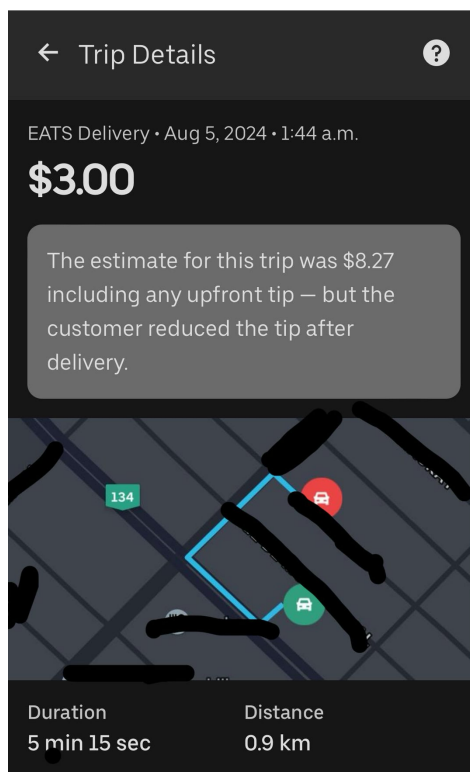 Trip Details
EATS Delivery • Aug 5, 2024 • 1:44 a.m.
$3.00
The estimate for this trip was $8.27
including any upfront tip — but the
customer reduced the tip after
delivery.
134
Duration
Distance
5 min 15 sec
0.9 km